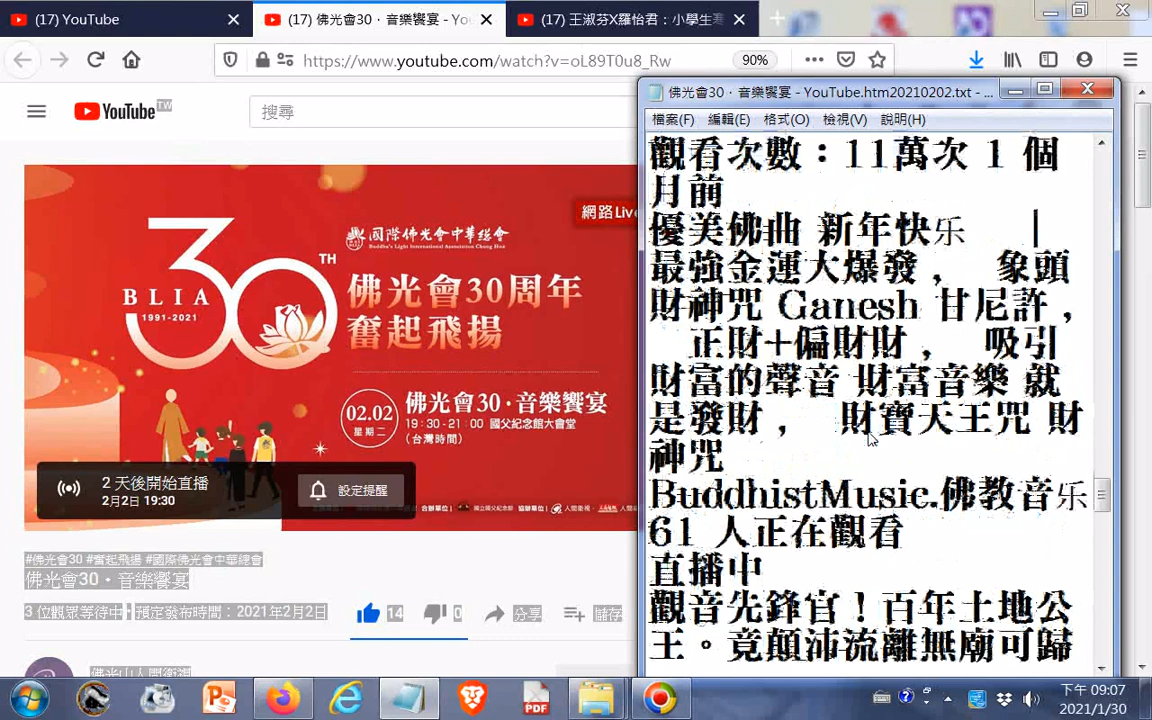 (17) YouTube
(17) 佛光會30・音樂饗宴 - Yo
(17) 王淑芬X羅怡君：小學生寒
https://www.youtube.com/watch?v=oL89T0u8_Rw
90%
YouTube TW
搜尋
佛光會30・音樂饗宴 - YouTube.htm20210202.txt - ...
檔案(F) 編輯(E) 格式(O) 檢視(V) 說明(H)
觀看次數：11萬次 1 個
月前
優美佛曲 新年快乐
最強金運大爆發， 象頭
財神咒 Ganesh 甘尼許，
正財+偏財財， 吸引
財富的聲音 財富音樂 就
是發財， 財寶天王咒 財
神咒
BuddhistMusic.佛教音乐
61 人正在觀看
直播中
觀音先鋒官！百年土地公
王。竟顛沛流離無廟可歸
網路Live
30TH
BLIA
1991-2021
國際佛光會中華總會
Buddha's Light International Association Chung Hua
佛光會30周年
奮起飛揚
02.02
星期二
佛光會30・音樂饗宴
19:30-21:00 國父紀念館大會堂
(台灣時間)
2 天後開始直播
2月2日 19:30
設定提醒
#佛光會30 #奮起飛揚 #國際佛光會中華總會
佛光會30・音樂饗宴
3 位觀眾等待中・預定發布時間：2021年2月2日
14
0
分享
儲存
佛光山人間衛視
下午 09:07
2021/1/30